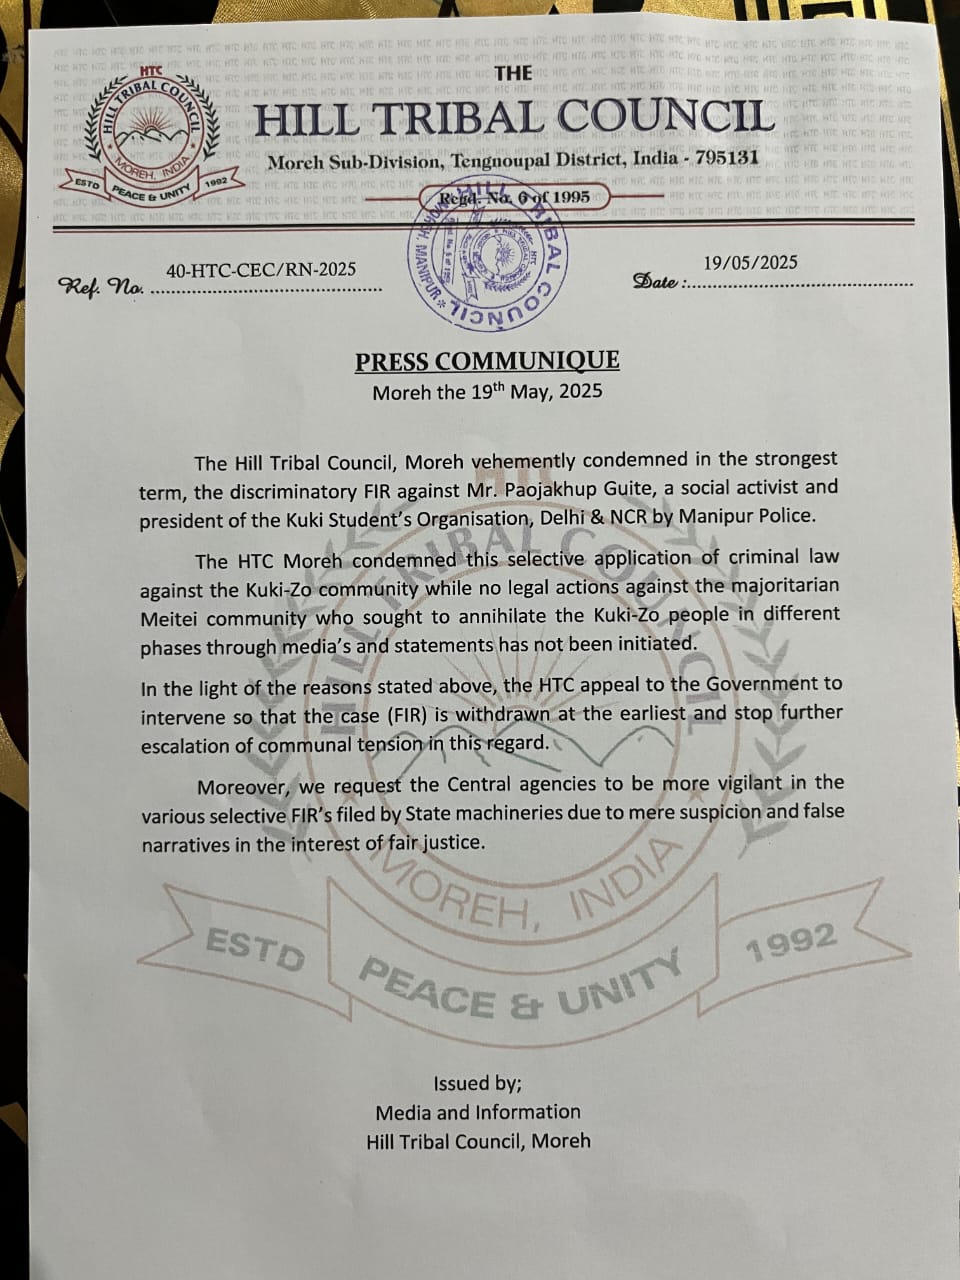 HTC
HILL TRIBAL COUNCIL
MOREH, INDIA
ESTD PEACE & UNITY 1992
THE
HILL TRIBAL COUNCIL
Moreh Sub-Division, Tengnoupal District, India - 795131
Regd. No. 6 of 1995
HILL TRIBAL COUNCIL
MOREH, MANIPUR
Ref. No. 40-HTC-CEC/RN-2025
Date : 19/05/2025
PRESS COMMUNIQUE
Moreh the 19th May, 2025
The Hill Tribal Council, Moreh vehemently condemned in the strongest
term, the discriminatory FIR against Mr. Paojakhup Guite, a social activist and
president of the Kuki Student’s Organisation, Delhi & NCR by Manipur Police.
The HTC Moreh condemned this selective application of criminal law
against the Kuki-Zo community while no legal actions against the majoritarian
Meitei community who sought to annihilate the Kuki-Zo people in different
phases through media’s and statements has not been initiated.
In the light of the reasons stated above, the HTC appeal to the Government to
intervene so that the case (FIR) is withdrawn at the earliest and stop further
escalation of communal tension in this regard.
Moreover, we request the Central agencies to be more vigilant in the
various selective FIR’s filed by State machineries due to mere suspicion and false
narratives in the interest of fair justice.
HTC
HILL TRIBAL COUNCIL
MOREH, INDIA
ESTD PEACE & UNITY 1992
Issued by;
Media and Information
Hill Tribal Council, Moreh